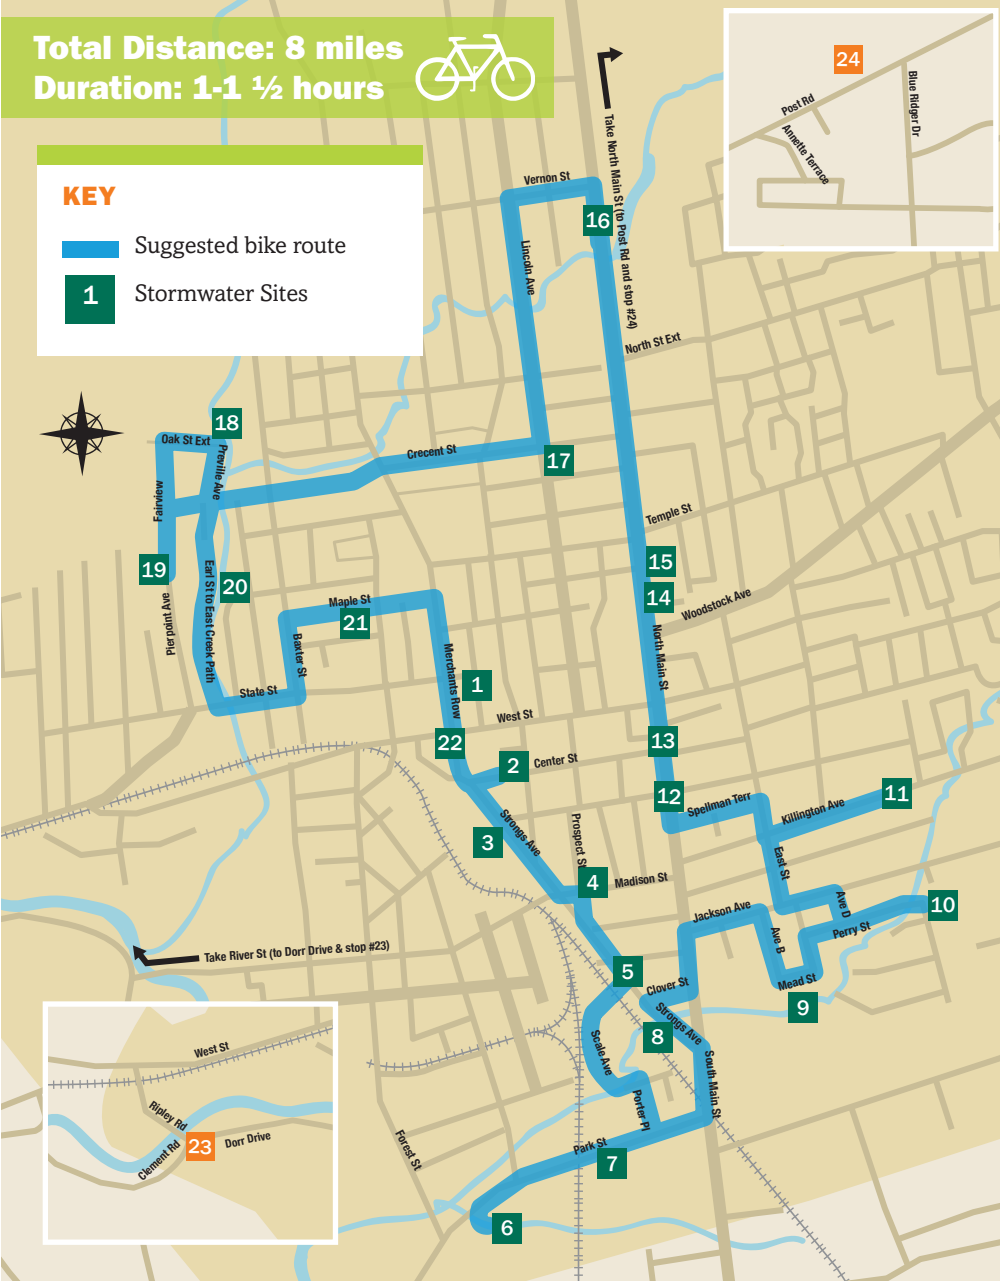 Total Distance: 8 miles
Duration: 1-1 ½ hours
KEY
Suggested bike route
1 Stormwater Sites
24
Post Rd
Blue Ridger Dr
Annette Terrace
Take North Main St (to Post Rd and stop #24)
Vernon St
16
Lincoln Ave
North St Ext
18
Oak St Ext
Preville Ave
Crecent St
17
Fairview
Temple St
19
15
20
Earl St to East Creek Path
14
Woodstock Ave
Pierpoint Ave
Maple St
21
Baxter St
Merchants Row
North Main St
State St
1
West St
22
13
2
Center St
12
Spellman Terr
11
Killington Ave
Strongs Ave
3
Prospect St
East St
4
Madison St
Ave D
10
Jackson Ave
Ave B
Perry St
Take River St (to Dorr Drive & stop #23)
5
Clover St
Mead St
9
Strongs Ave
8
Scale Ave
South Main St
Porter Pl
West St
Ripley Rd
23
Dorr Drive
Clement Rd
Forest St
Park St
7
6